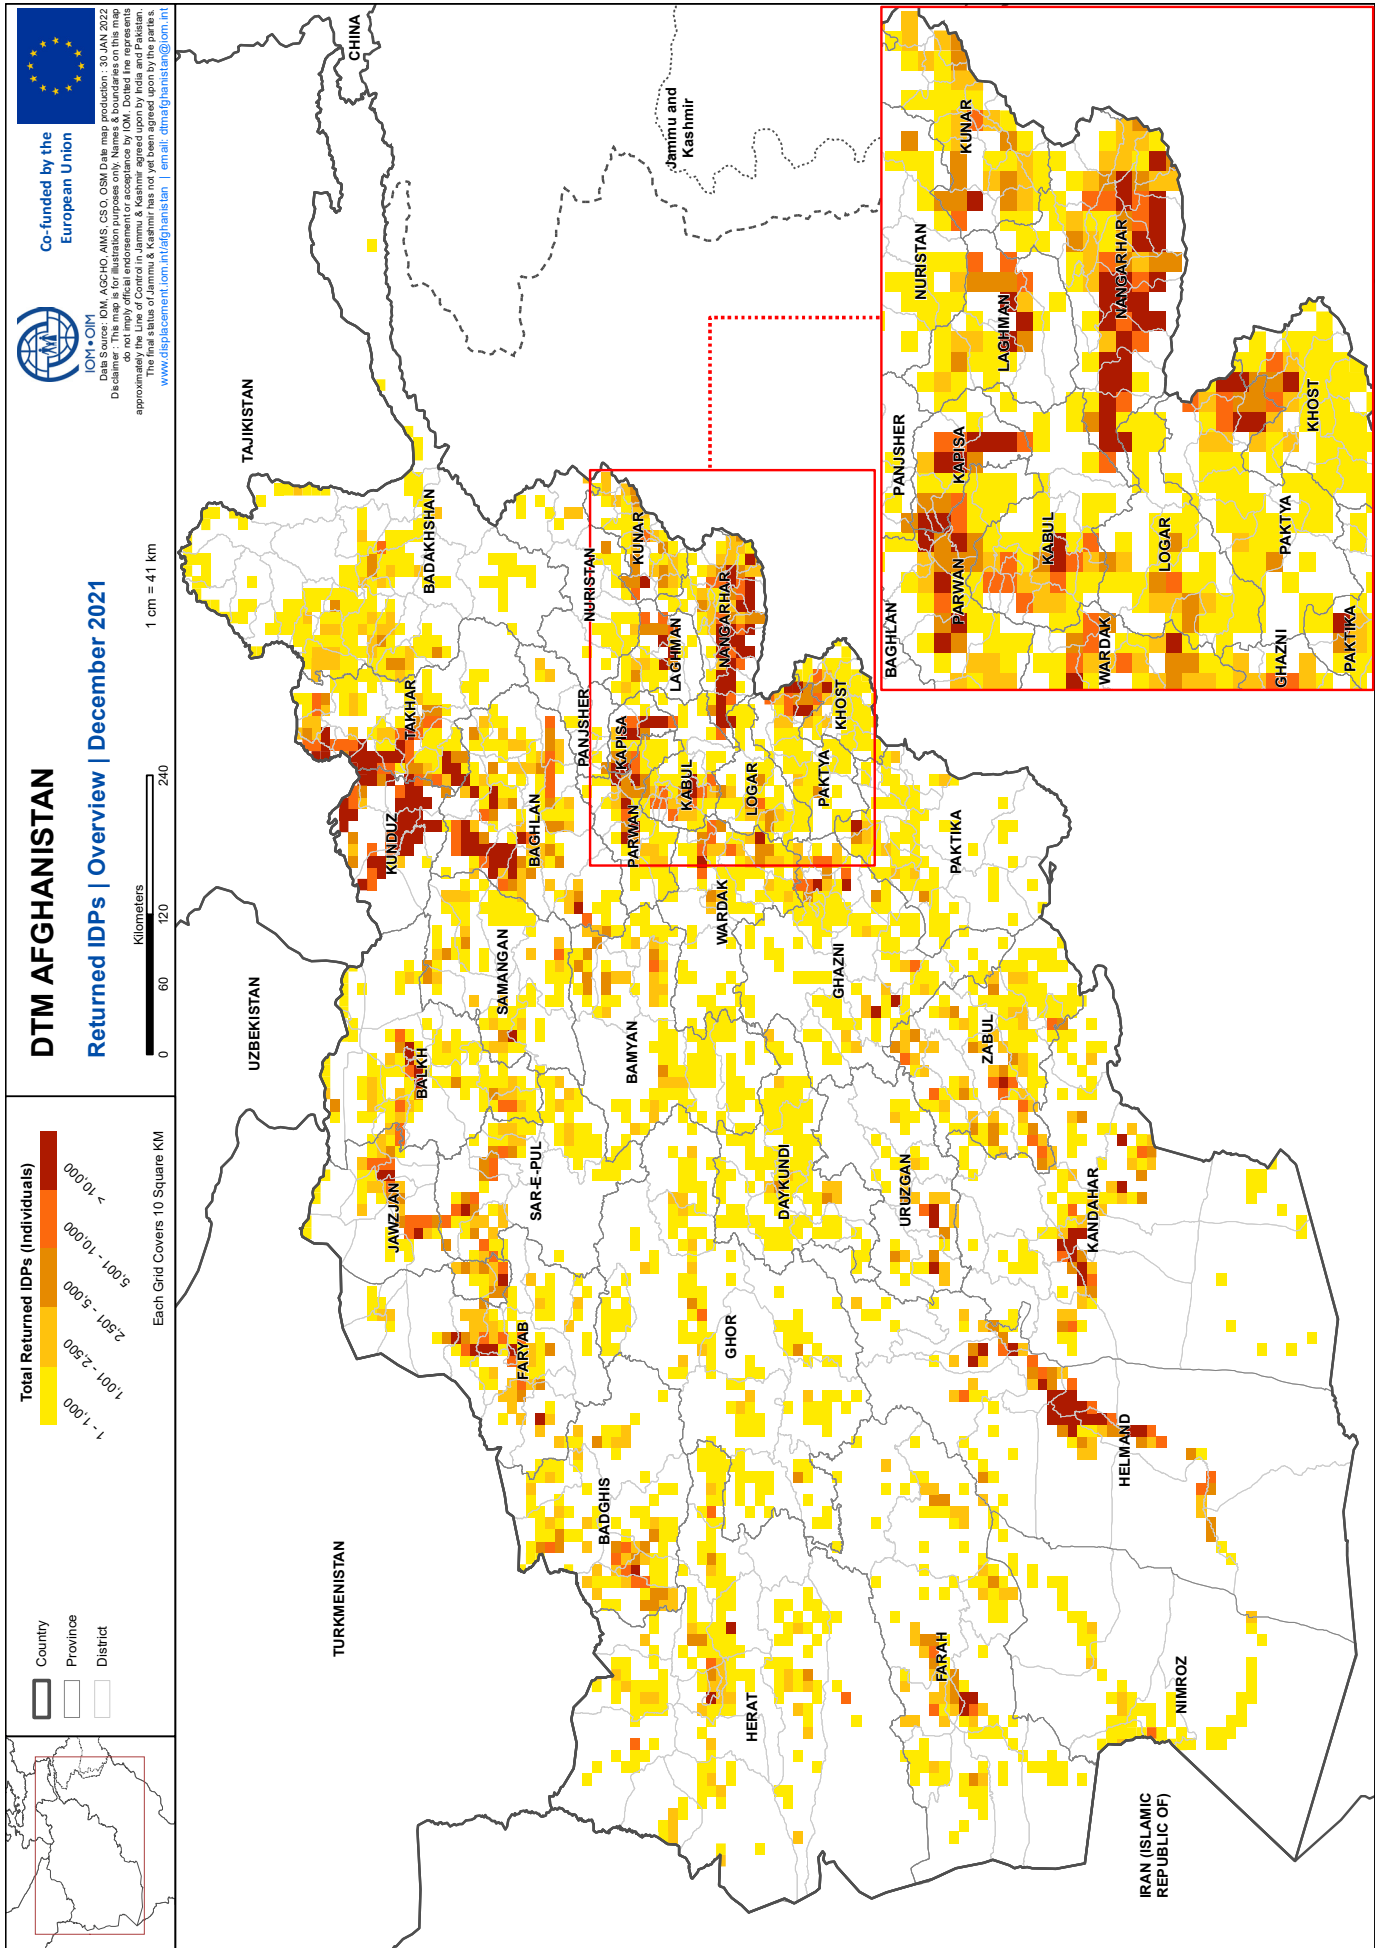 DTM AFGHANISTAN
Returned IDPs | Overview | December 2021
1 cm = 41 km
Kilometers
0 60 120 240
Total Returned IDPs (Individuals)
1 - 1,000
1,001 - 2,500
2,501 - 5,000
5,001 - 10,000
> 10,000
Each Grid Covers 10 Square KM
Country
Province
District
IOM • OIM
Co-funded by the
European Union
Data Source: IOM, AGCHO, AIMS, CSO, OSM Date map production : 30 JAN 2022
Disclaimer : This map is for illustration purposes only. Names & boundaries on this map
do not imply official endorsement or acceptance by IOM. Dotted line represents
approximately the Line of Control in Jammu & Kashmir agreed upon by India and Pakistan.
The final status of Jammu & Kashmir has not yet been agreed upon by the parties.
www.displacement.iom.int/afghanistan | email: dtmafghanistan@iom.int
TURKMENISTAN
UZBEKISTAN
TAJIKISTAN
CHINA
Jammu and
Kashmir
IRAN (ISLAMIC
REPUBLIC OF)
BADAKHSHAN
TAKHAR
KUNDUZ
BAGHLAN
BALKH
SAMANGAN
JAWZJAN
SAR-E-PUL
FARYAB
BADGHIS
HERAT
GHOR
BAMYAN
DAYKUNDI
WARDAK
GHAZNI
PARWAN
PANJSHER
KAPISA
KABUL
LOGAR
PAKTYA
KHOST
NURISTAN
KUNAR
LAGHMAN
NANGARHAR
PAKTIKA
ZABUL
URUZGAN
KANDAHAR
HELMAND
FARAH
NIMROZ
BAGHLAN
PANJSHER
NURISTAN
KUNAR
PARWAN
KAPISA
LAGHMAN
KABUL
NANGARHAR
WARDAK
LOGAR
GHAZNI
PAKTYA
KHOST
PAKTIKA